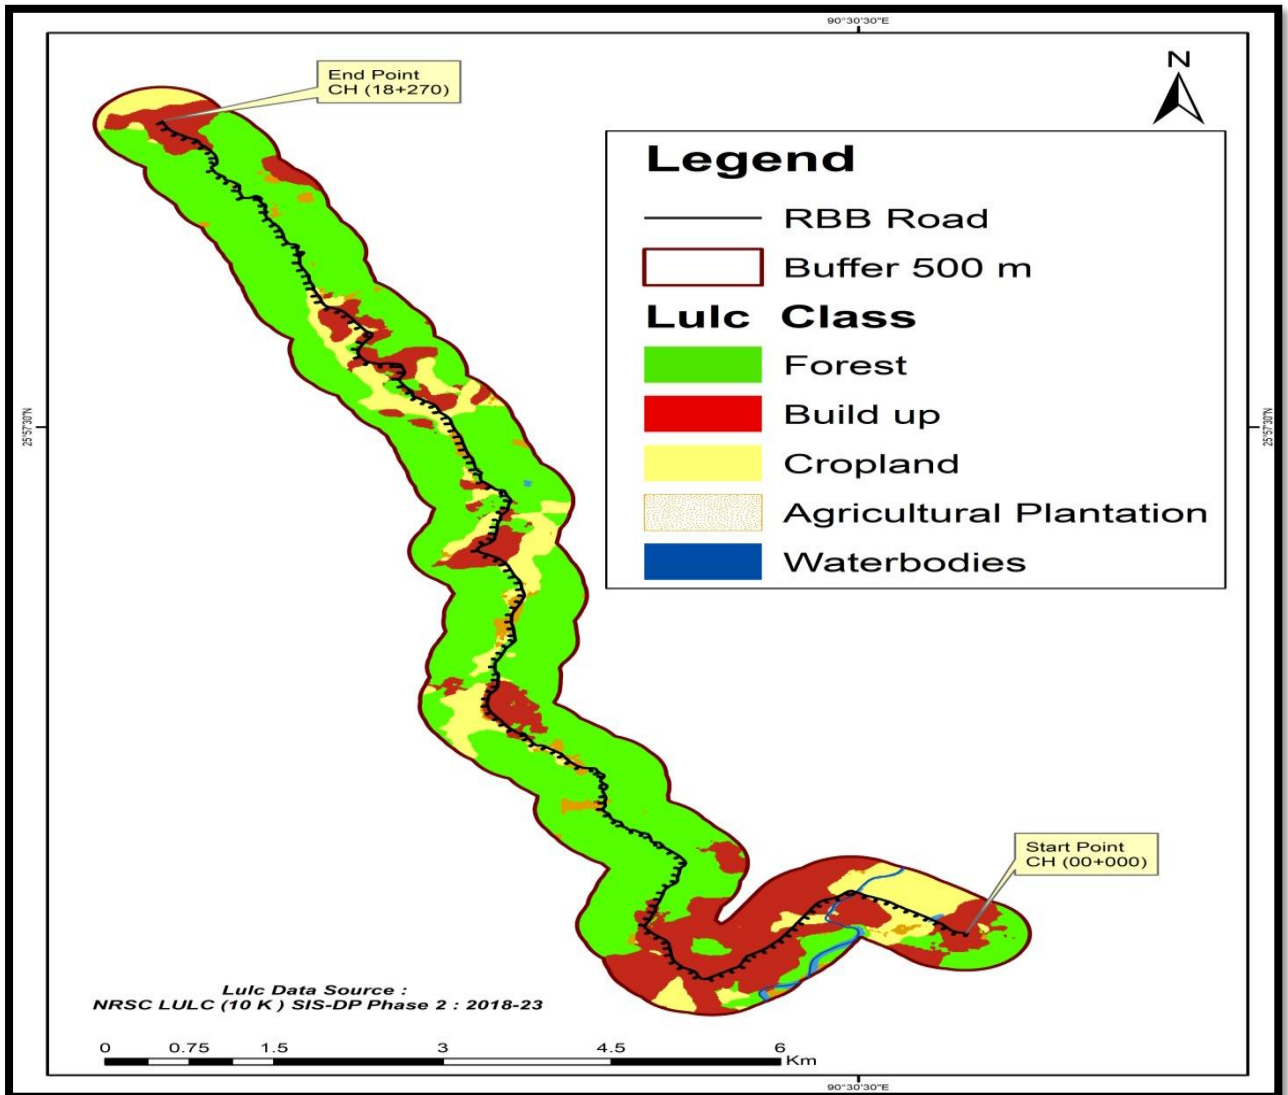 90°30'30"E
End Point
CH (18+270)
N
Legend
RBB Road
Buffer 500 m
Lulc Class
Forest
Build up
Cropland
Agricultural Plantation
Waterbodies
25°57'30"N
25°57'30"N
Start Point
CH (00+000)
Lulc Data Source :
NRSC LULC (10 K ) SIS-DP Phase 2 : 2018-23
0 0.75 1.5 3 4.5 6
Km
90°30'30"E